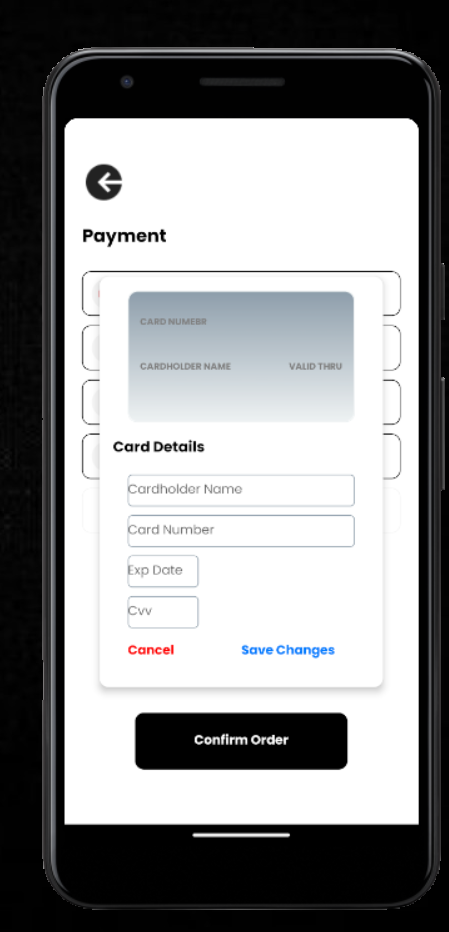 Payment
CARD NUMEBR
CARDHOLDER NAME VALID THRU
Card Details
Cardholder Name
Card Number
Exp Date
Cvv
Cancel Save Changes
Confirm Order